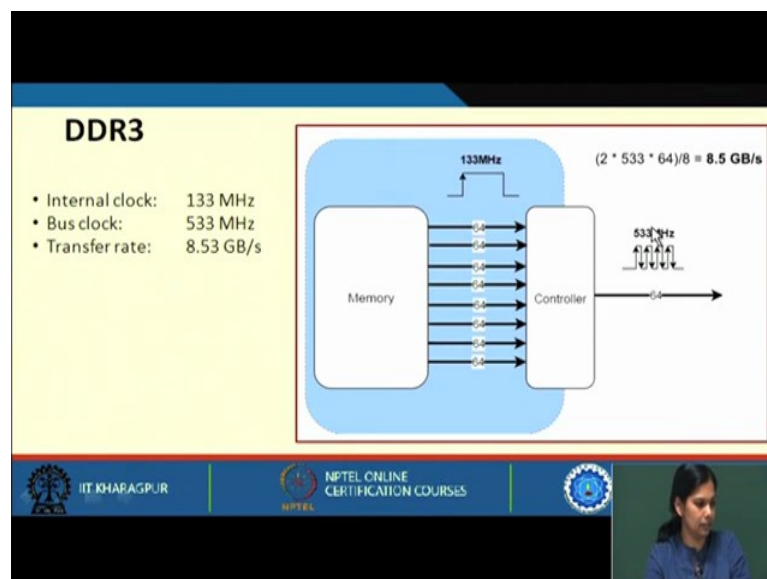 DDR3
• Internal clock: 133 MHz
• Bus clock: 533 MHz
• Transfer rate: 8.53 GB/s
133MHz
(2 * 533 * 64)/8 = 8.5 GB/s
533MHz
64
64
64
64
64
64
64
64
Memory
Controller
64
IIT KHARAGPUR
NPTEL
NPTEL ONLINE
CERTIFICATION COURSES